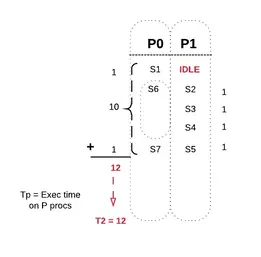 P0 P1
1 S1 IDLE
S6 S2 1
10 S3 1
S4 1
+ 1 S7 S5 1
12
Tp = Exec time
on P procs
T2 = 12